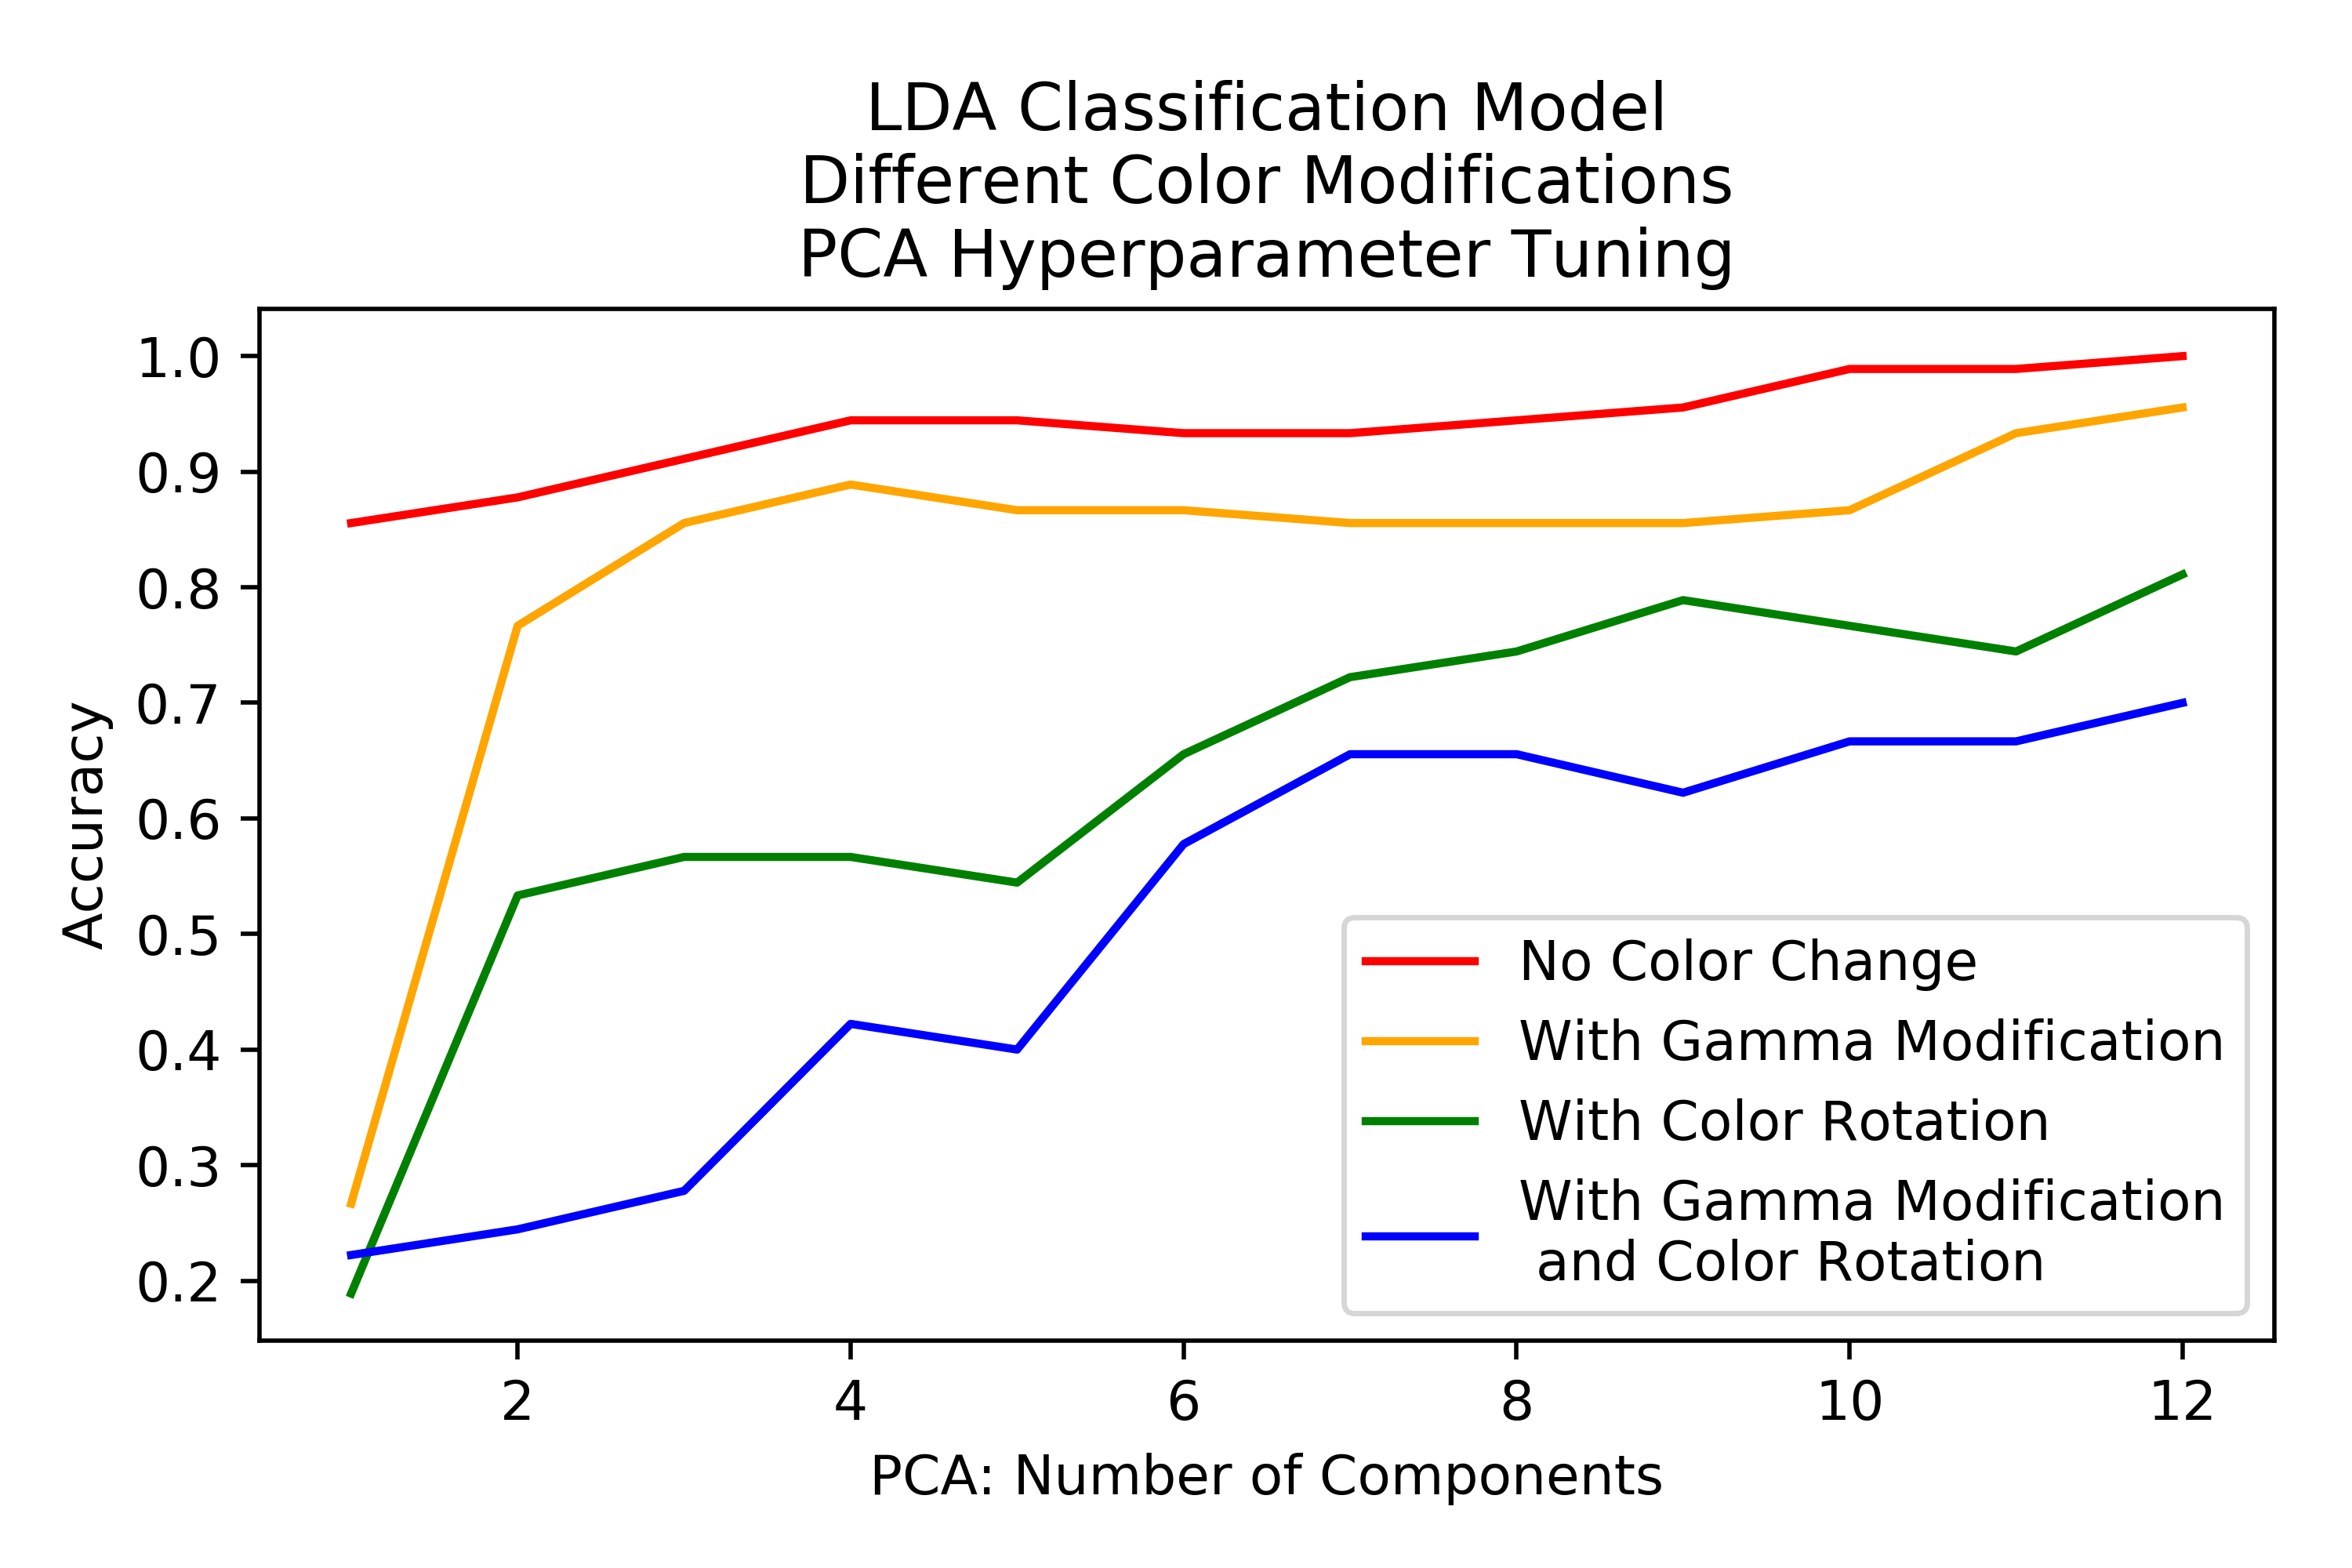 LDA Classification Model
Different Color Modifications
PCA Hyperparameter Tuning
1.0
0.9
0.8
0.7
0.6
0.5
0.4
0.3
0.2
Accuracy
No Color Change
With Gamma Modification
With Color Rotation
With Gamma Modification
and Color Rotation
2 4 6 8 10 12
PCA: Number of Components